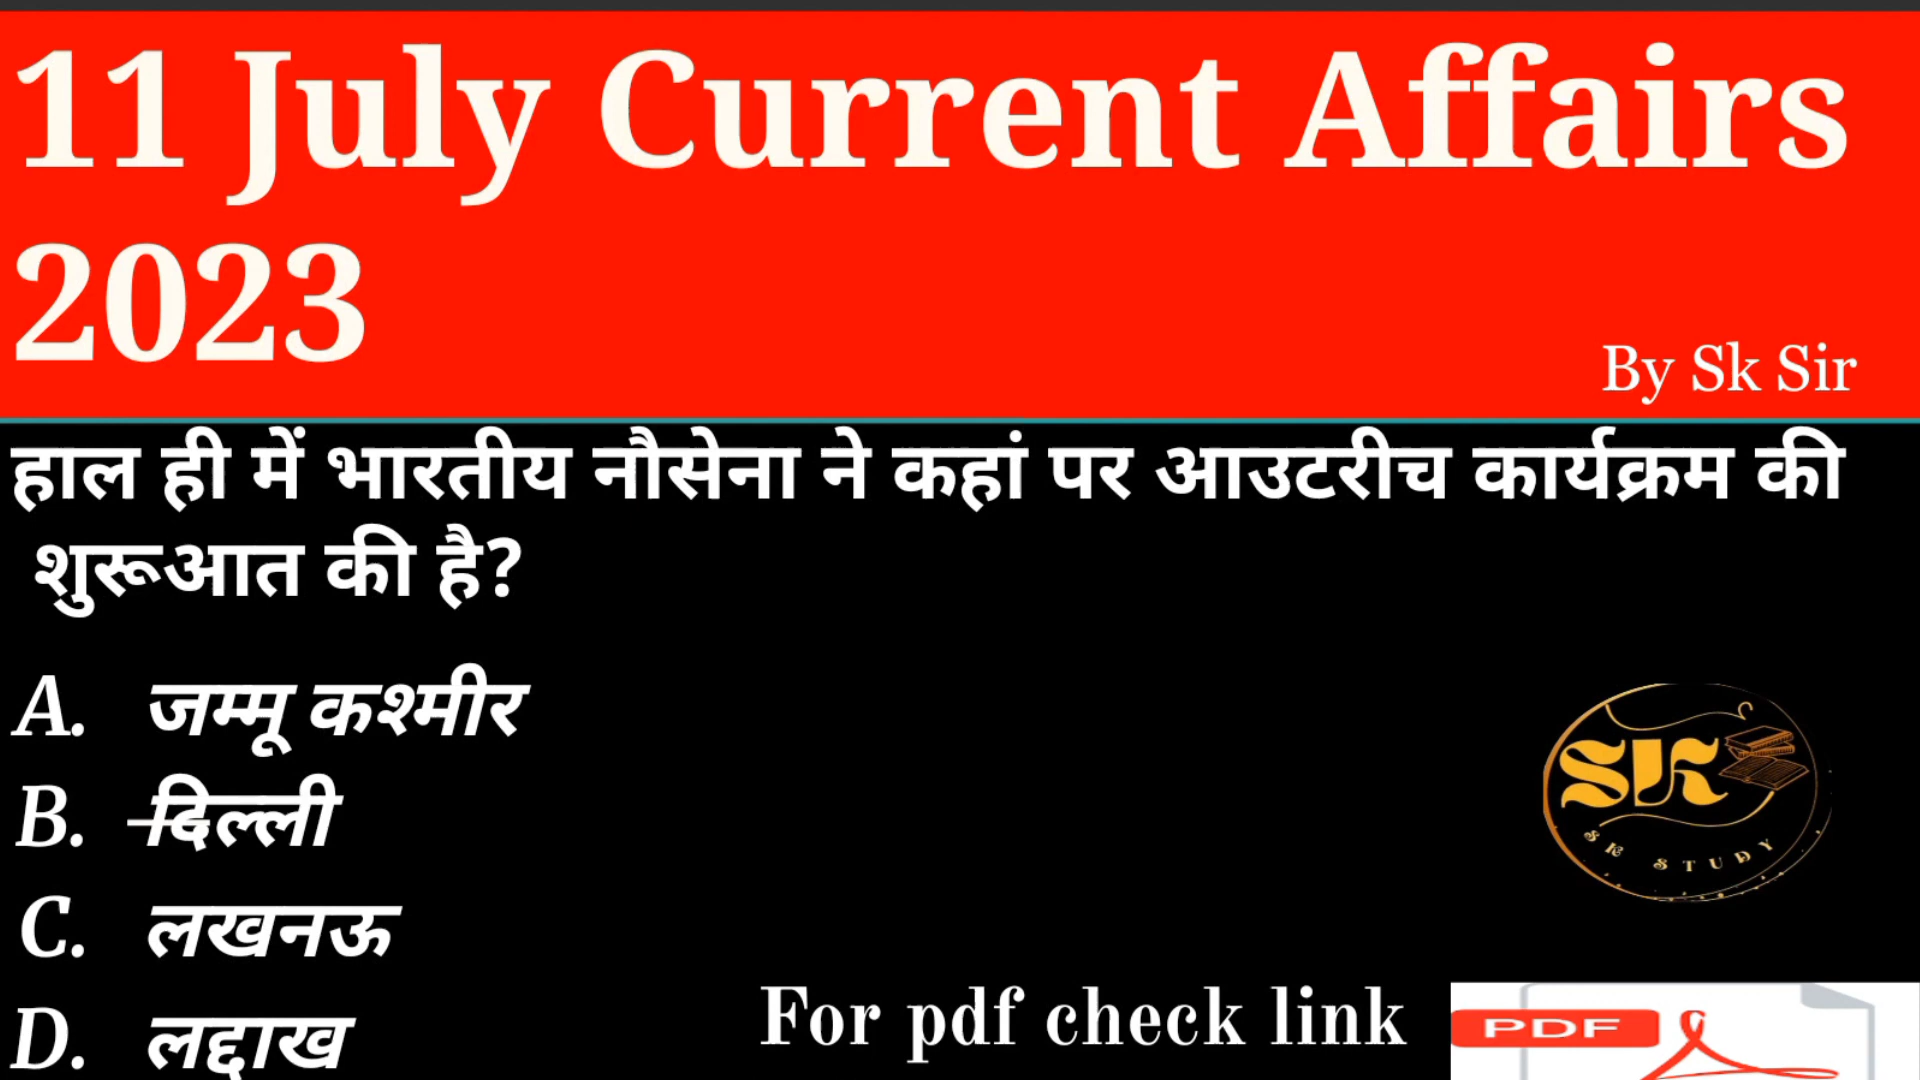 11 July Current Affairs
2023
By Sk Sir
हाल ही में भारतीय नौसेना ने कहां पर आउटरीच कार्यक्रम की
शुरूआत की है?
A. जम्मू कश्मीर
B. दिल्ली
C. लखनऊ
D. लद्दाख
SK
SK STUDY
For pdf check link
PDF